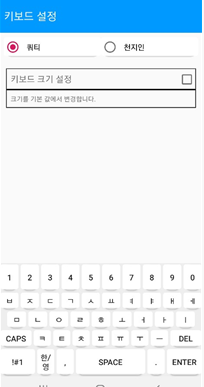 키보드 설정
쿼티 천지인
키보드 크기 설정
크기를 기본 값에서 변경합니다.
1 2 3 4 5 6 7 8 9 0
ㅂ ㅈ ㄷ ㄱ ㅅ ㅛ ㅕ ㅑ ㅐ ㅔ
ㅁ ㄴ ㅇ ㄹ ㅎ ㅗ ㅓ ㅏ ㅣ
CAPS ㅋ ㅌ ㅊ ㅍ ㅠ ㅜ ㅡ DEL
!#1 한/영 , SPACE . ENTER